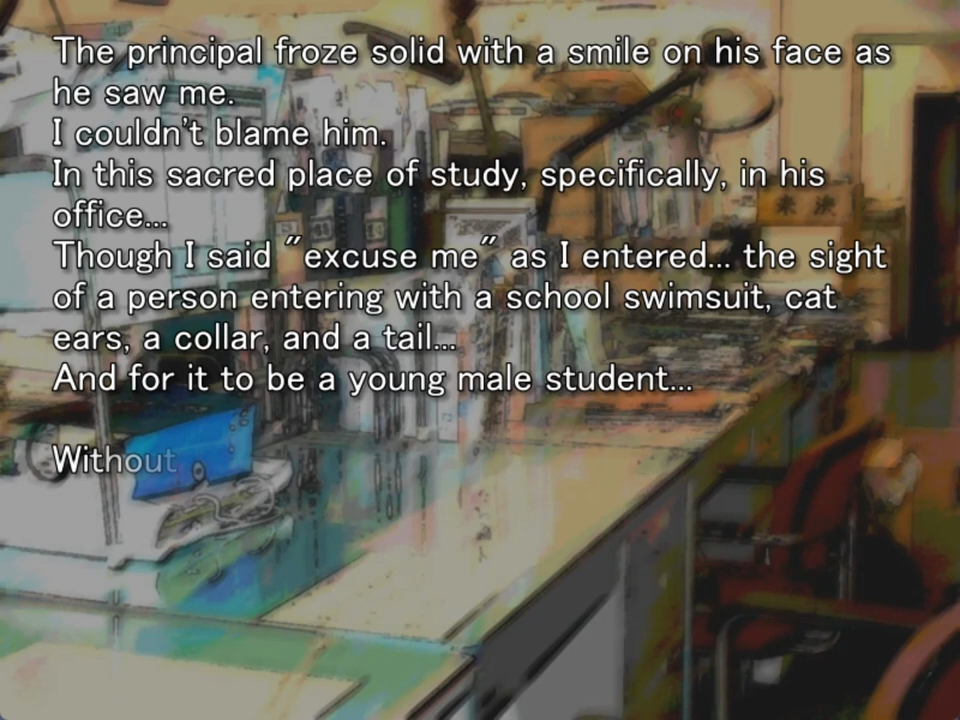 The principal froze solid with a smile on his face as
he saw me.
I couldn't blame him.
In this sacred place of study, specifically, in his
office...
Though I said "excuse me" as I entered... the sight
of a person entering with a school swimsuit, cat
ears, a collar, and a tail...
And for it to be a young male student...
Without